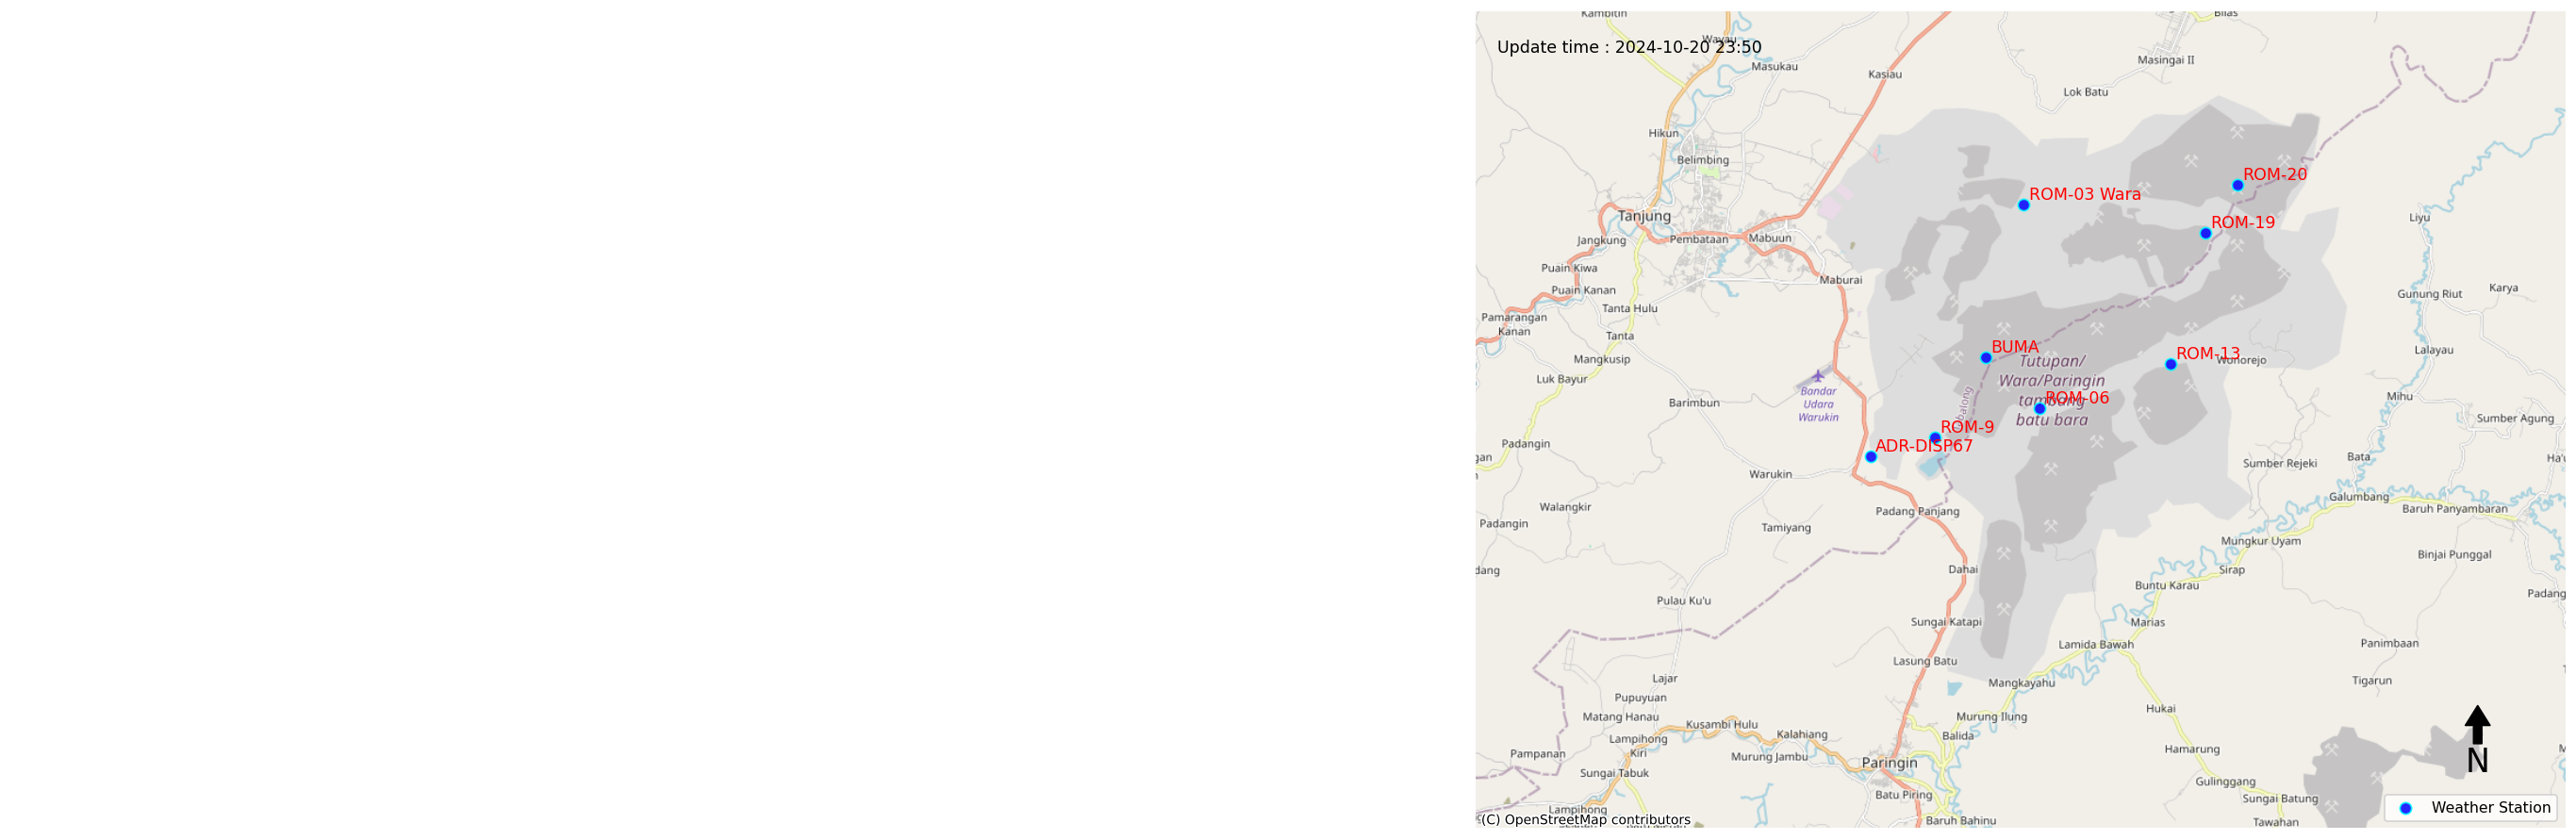 Kambitin
Bilas
Update time : 2024-10-20 23:50
Wayau
Masingai II
Masukau
Kasiau
Lok Batu
Hikun
Belimbing
ROM-20
ROM-03 Wara
Tanjung
Liyu
ROM-19
Jangkung
Pembataan
Mabuun
Puain Kiwa
Maburai
Puain Kanan
Karya
Gunung Riut
Tanta Hulu
Pamarangan
Kanan
Tanta
BUMA
ROM-13
Lalayau
Mangkusip
Wonorejo
Tutupan/
Wara/Paringin
tambang
batu bara
Luk Bayur
Bandar
Udara
Warukin
Mihu
ROM-06
Barimbun
balong
Sumber Agung
ROM-9
Padangin
ADR-DISP67
gan
Bata
Ha'u
Sumber Rejeki
Warukin
Galumbang
Walangkir
Padang Panjang
Baruh Panyambaran
Padangin
Tamiyang
Mungkur Uyam
Binjai Punggal
dang
Dahai
Sirap
Buntu Karau
Padang
Pulau Ku'u
Sungai Katapi
Marias
Lamida Bawah
Panimbaan
Lasung Batu
Lajar
Mangkayahu
Tigarun
Pupuyuan
Hukai
Matang Hanau
Murung Ilung
Kusambi Hulu
Kalahiang
Balida
Lampihong
Kiri
Hamarung
Pampanan
Murung Jambu
Paringin
N
Sungai Tabuk
Gulinggang
Batu Piring
Sungai Batung
Weather Station
Lampihong
(C) OpenStreetMap contributors
Baruh Bahinu
Tawahan